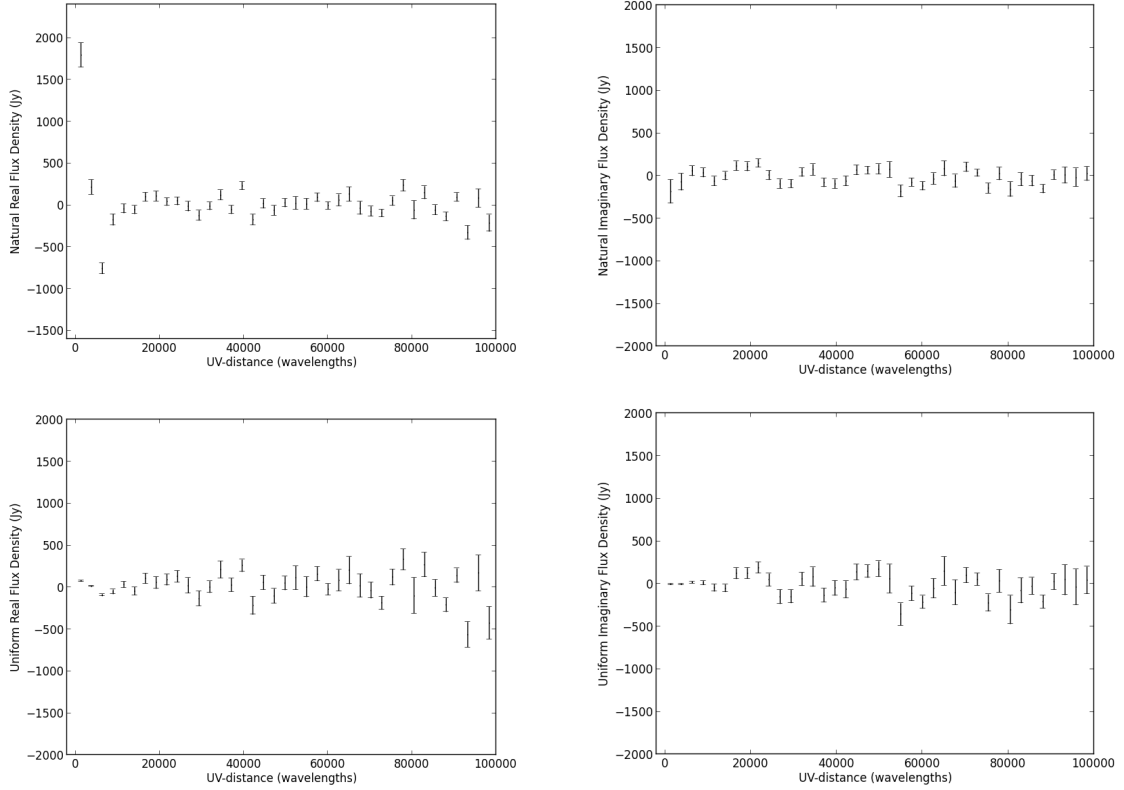 2000
1500
1000
500
0
−500
−1000
−1500
Natural Real Flux Density (Jy)
0 20000 40000 60000 80000 100000
UV-distance (wavelengths)
2000
1500
1000
500
0
−500
−1000
−1500
−2000
Natural Imaginary Flux Density (Jy)
0 20000 40000 60000 80000 100000
UV-distance (wavelengths)
2000
1500
1000
500
0
−500
−1000
−1500
−2000
Uniform Real Flux Density (Jy)
0 20000 40000 60000 80000 100000
UV-distance (wavelengths)
2000
1500
1000
500
0
−500
−1000
−1500
−2000
Uniform Imaginary Flux Density (Jy)
0 20000 40000 60000 80000 100000
UV-distance (wavelengths)